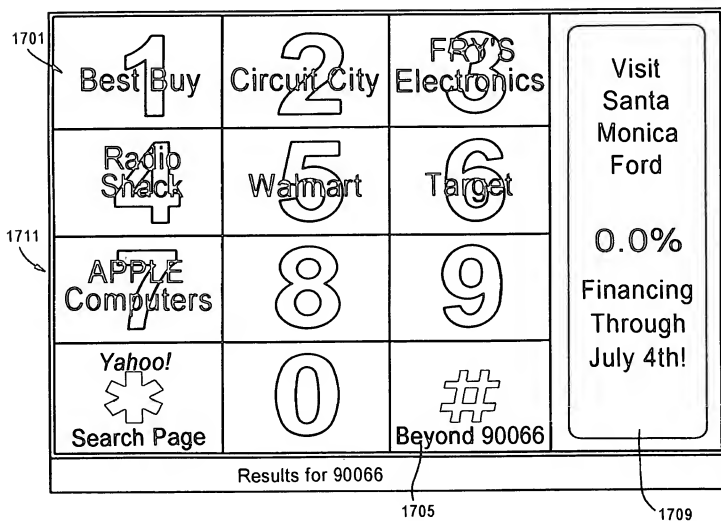 1701
1
Best Buy
2
Circuit City
3
FRY'S
Electronics
4
Radio
Shack
5
Walmart
6
Target
1711
7
APPLE
Computers
8
9
Yahoo!
*
Search Page
0
#
Beyond 90066
Visit
Santa
Monica
Ford
0.0%
Financing
Through
July 4th!
Results for 90066
1705
1709